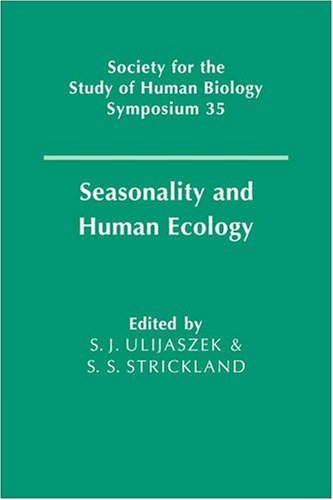 Society for the
Study of Human Biology
Symposium 35
Seasonality and
Human Ecology
Edited by
S. J. ULIJASZEK &
S. S. STRICKLAND